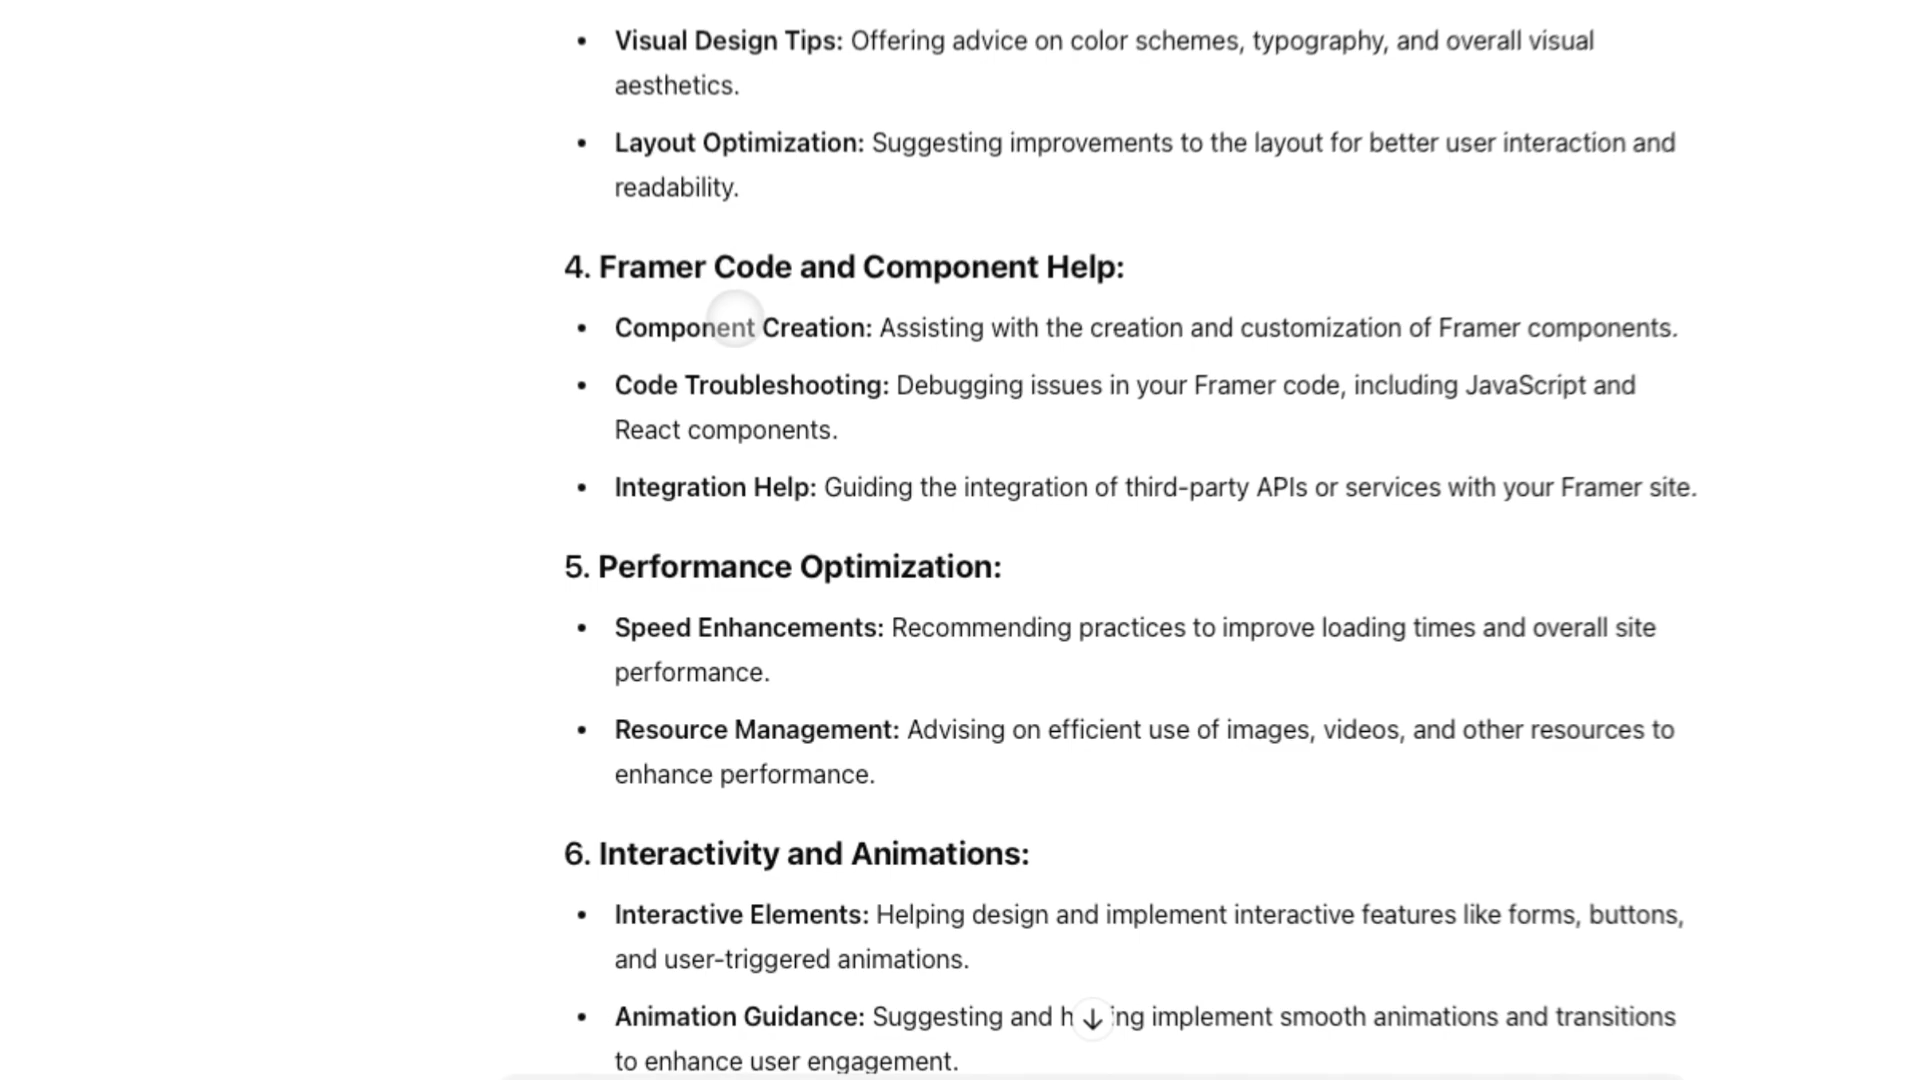 • Visual Design Tips: Offering advice on color schemes, typography, and overall visual
aesthetics.
• Layout Optimization: Suggesting improvements to the layout for better user interaction and
readability.
4. Framer Code and Component Help:
• Component Creation: Assisting with the creation and customization of Framer components.
• Code Troubleshooting: Debugging issues in your Framer code, including JavaScript and
React components.
• Integration Help: Guiding the integration of third-party APIs or services with your Framer site.
5. Performance Optimization:
• Speed Enhancements: Recommending practices to improve loading times and overall site
performance.
• Resource Management: Advising on efficient use of images, videos, and other resources to
enhance performance.
6. Interactivity and Animations:
• Interactive Elements: Helping design and implement interactive features like forms, buttons,
and user-triggered animations.
• Animation Guidance: Suggesting and implement smooth animations and transitions
to enhance user engagement.